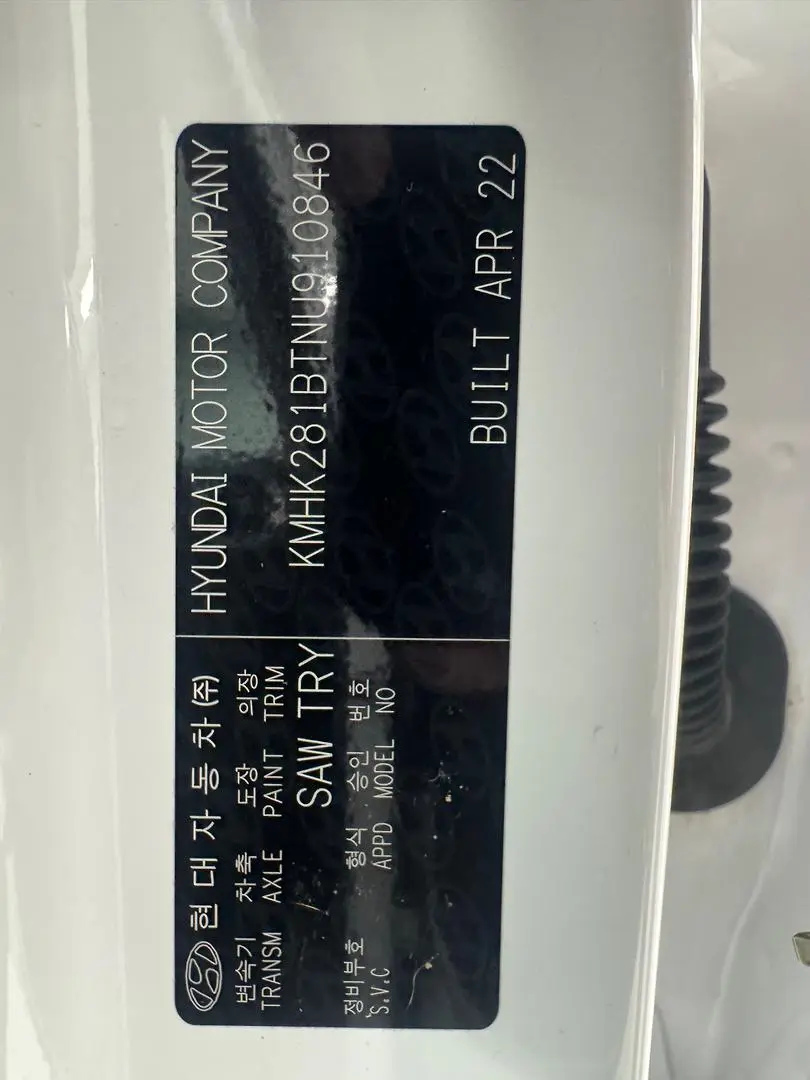 현대자동차(주)
변속기 차축 도장 의장
TRANSM AXLE PAINT TRIM
SAW TRY
정비부호 형식 승인 번호
S.V.C APPD MODEL NO
HYUNDAI MOTOR COMPANY
KMHK281BTNU910846
BUILT APR 22